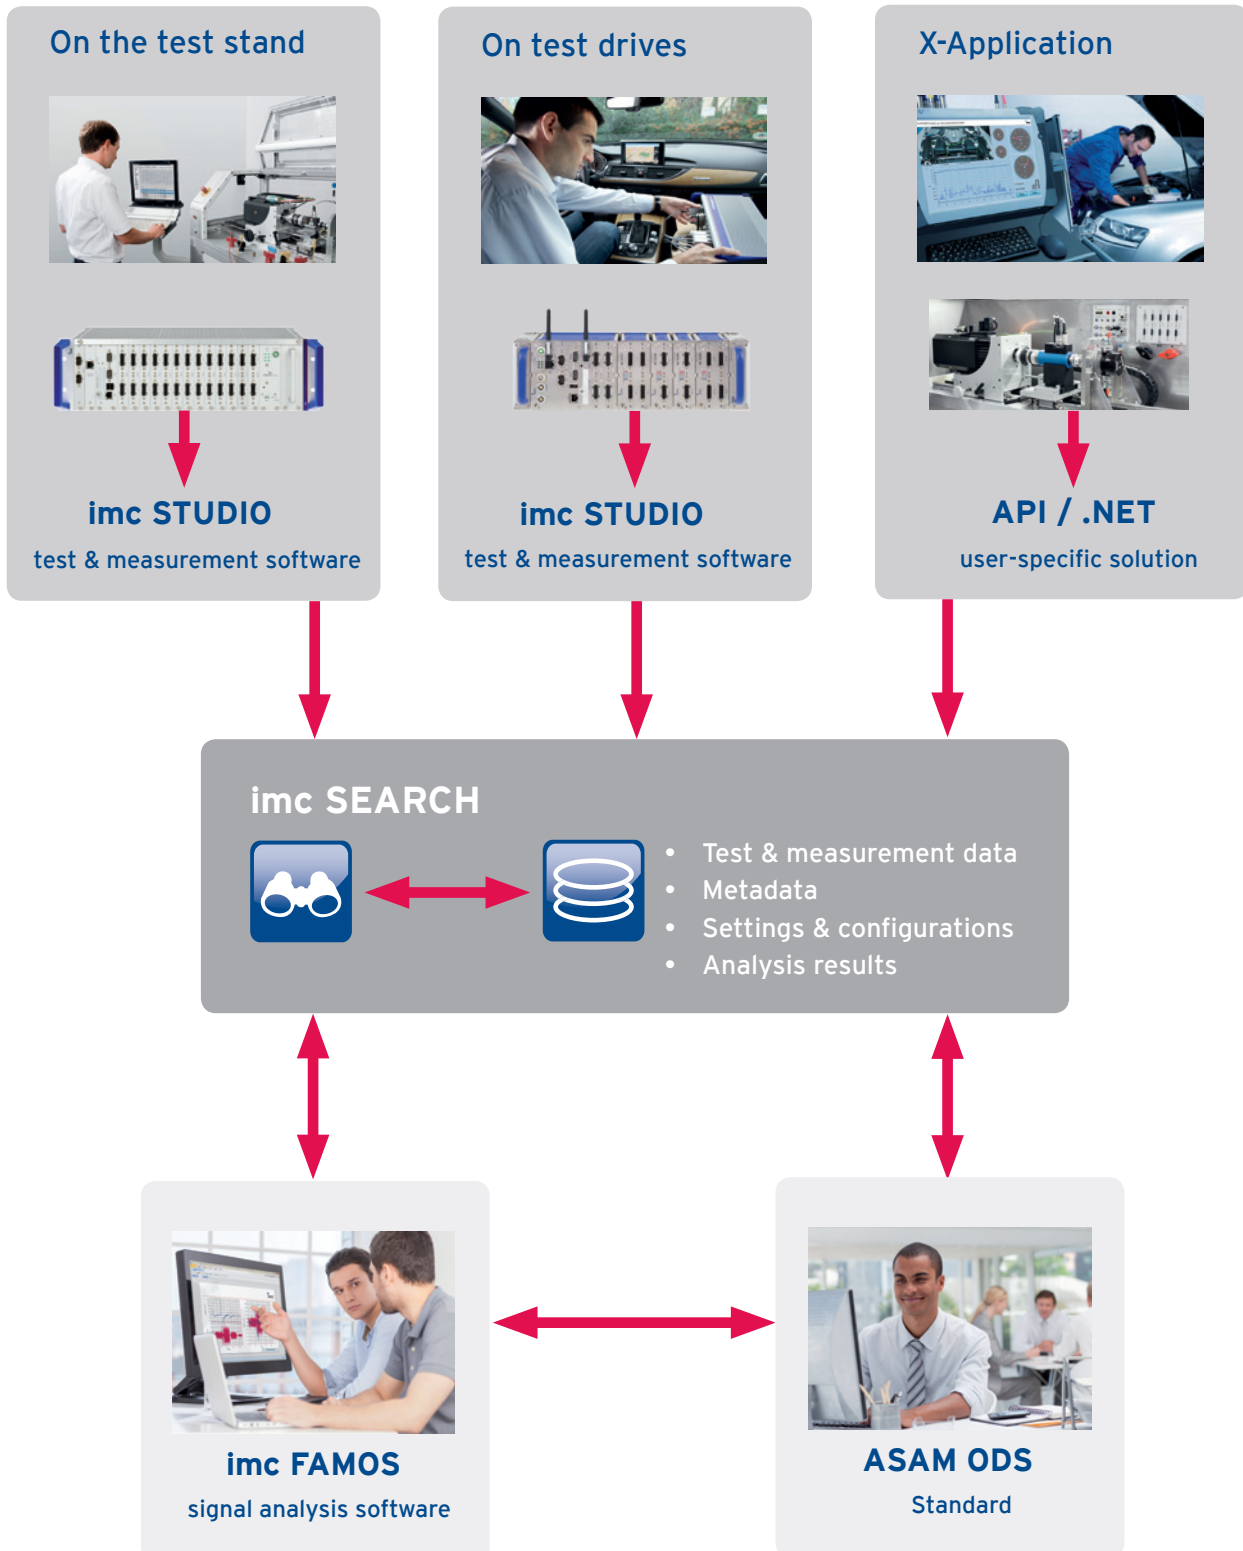 On the test stand
On test drives
X-Application
imc STUDIO
test & measurement software
imc STUDIO
test & measurement software
API / .NET
user-specific solution
imc SEARCH
• Test & measurement data
• Metadata
• Settings & configurations
• Analysis results
imc FAMOS
signal analysis software
ASAM ODS
Standard